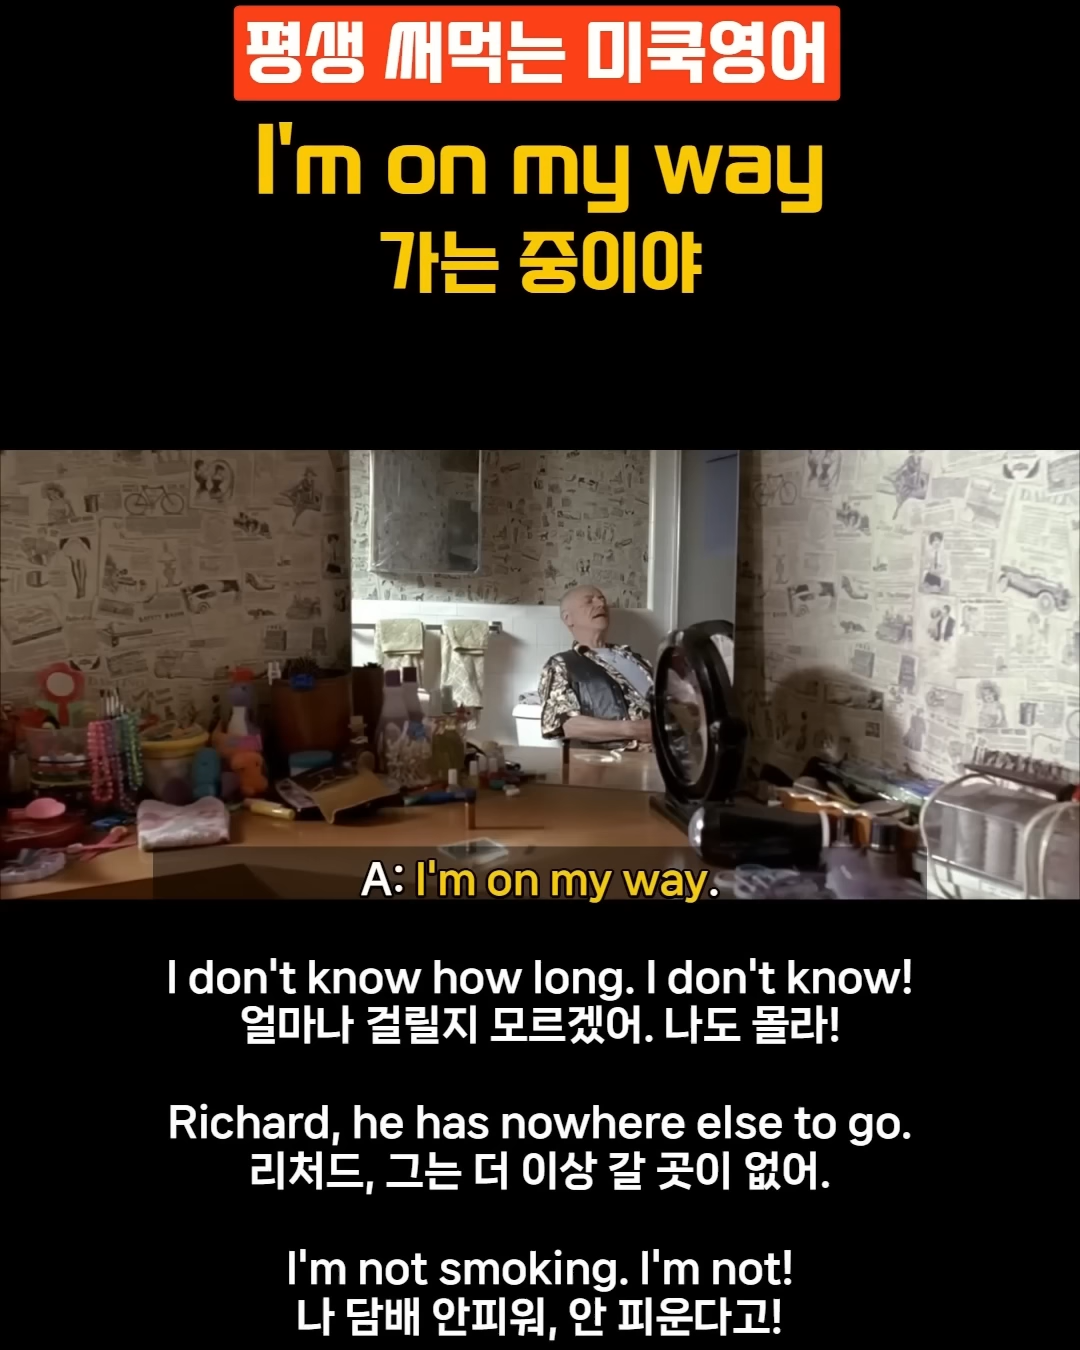 평생 써먹는 미국영어
I'm on my way
가는 중이야
A: I'm on my way.
I don't know how long. I don't know!
얼마나 걸릴지 모르겠어. 나도 몰라!
Richard, he has nowhere else to go.
리처드, 그는 더 이상 갈 곳이 없어.
I'm not smoking. I'm not!
나 담배 안피워, 안 피운다고!